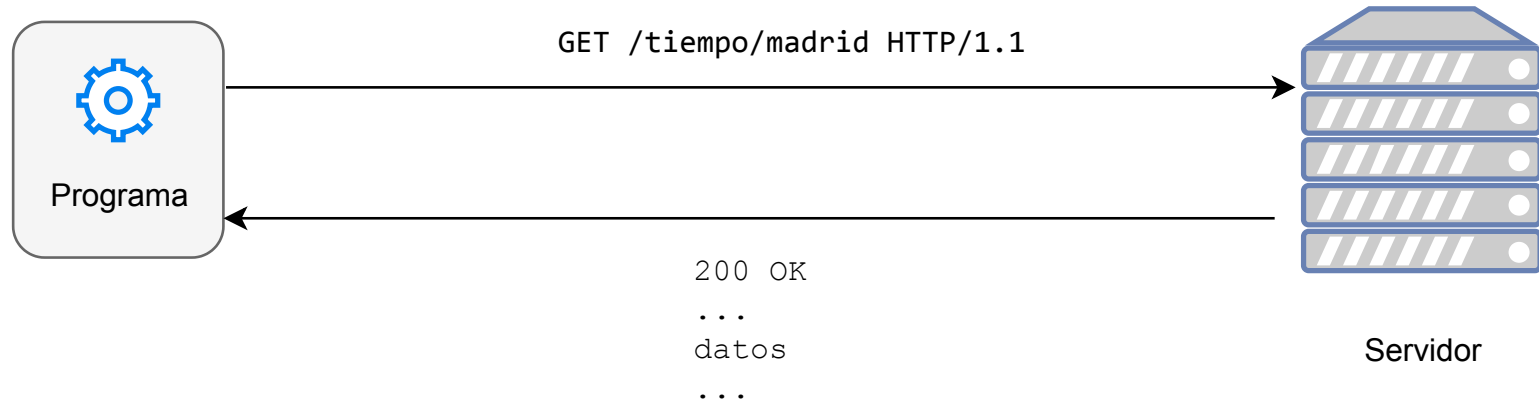 GET /tiempo/madrid HTTP/1.1
Programa
200 OK
...
datos
...
Servidor